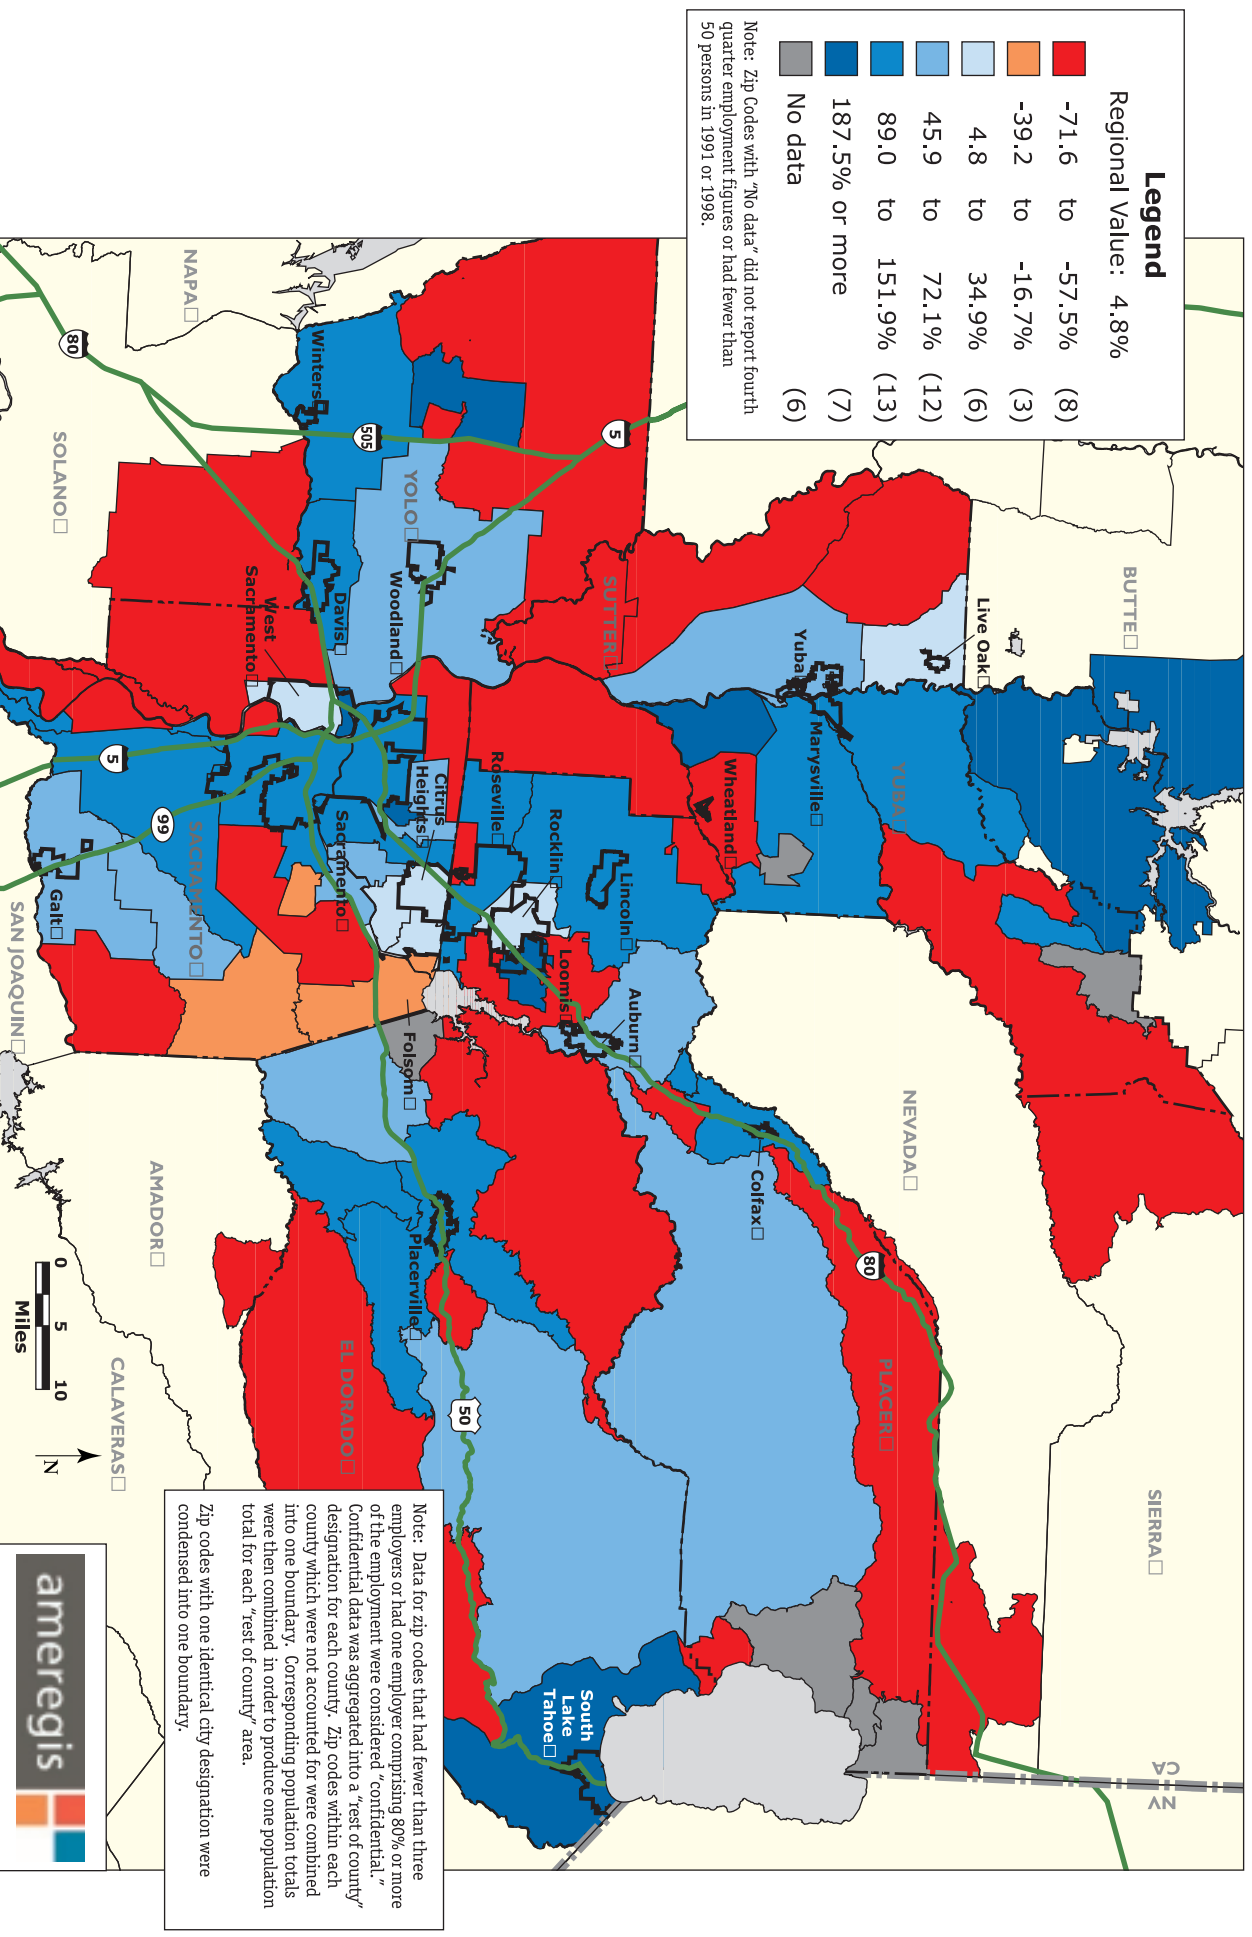 Legend
Regional Value: 4.8%
-71.6 to -57.5% (8)
-39.2 to -16.7% (3)
4.8 to 34.9% (6)
45.9 to 72.1% (12)
89.0 to 151.9% (13)
187.5% or more (7)
No data (6)
Note: Zip Codes with "No data" did not report fourth
quarter employment figures or had fewer than
50 persons in 1991 or 1998.
BUTTE
SIERRA
CA
NV
Live Oak
NEVADA
YUBA
PLACER
80
Yuba
Marysville
Wheatland
Colfax
SUTTER
5
Lincoln
Auburn
Rocklin
Loomis
Roseville
South
Lake
Tahoe
Citrus
Heights
50
YOLO
Woodland
Folsom
Placerville
505
Davis
Sacramento
EL DORADO
Winters
West
Sacramento
NAPA
SACRAMENTO
99
AMADOR
5
80
CALAVERAS
SOLANO
Galt
SAN JOAQUIN
0 5 10
Miles
N
Note: Data for zip codes that had fewer than three
employers or had one employer comprising 80% or more
of the employment were considered "confidential."
Confidential data was aggregated into a "rest of county"
designation for each county. Zip codes within each
county which were not accounted for were combined
into one boundary. Corresponding population totals
were then combined in order to produce one population
total for each "rest of county" area.
Zip codes with one identical city designation were
condensed into one boundary.
ameregis